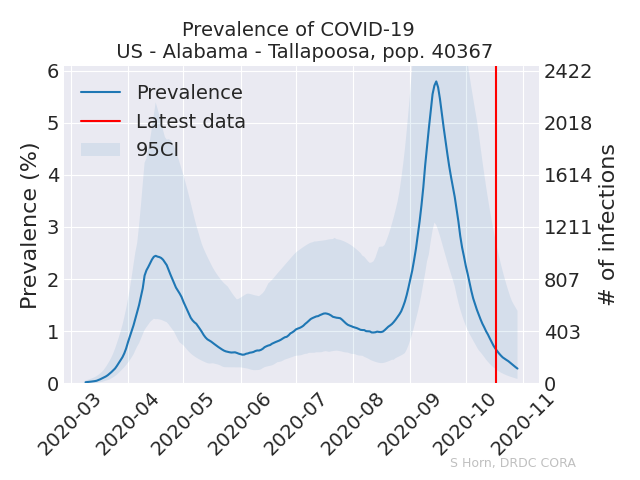 Prevalence of COVID-19
US - Alabama - Tallapoosa, pop. 40367
Prevalence
Latest data
95CI
Prevalence (%)
6
5
4
3
2
1
0
2422
2018
1614
1211
807
403
0
# of infections
2020-03
2020-04
2020-05
2020-06
2020-07
2020-08
2020-09
2020-10
2020-11
S Horn, DRDC CORA